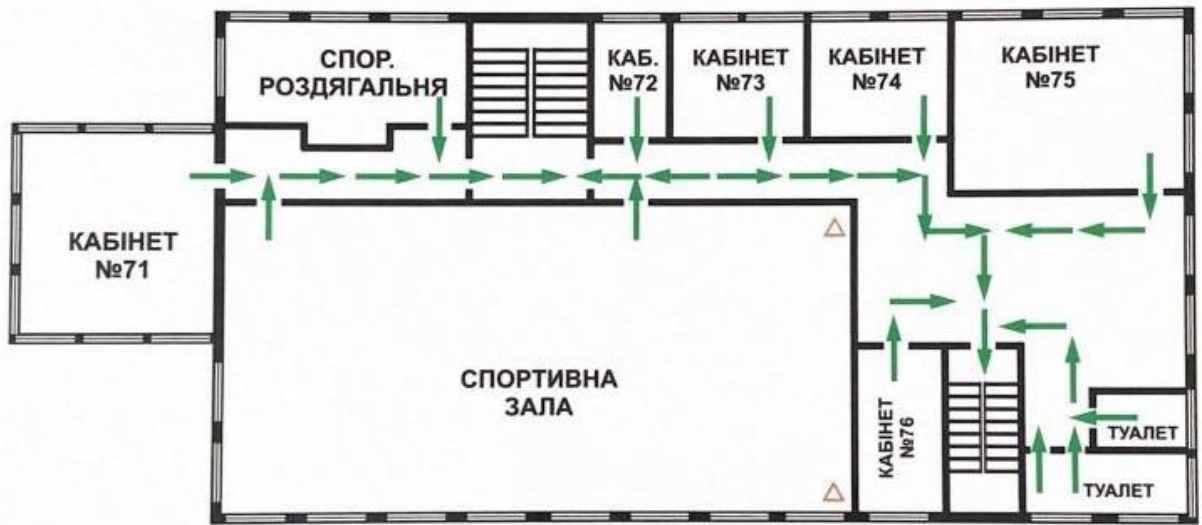 СПОР.
РОЗДЯГАЛЬНЯ
КАБ.
№72
КАБІНЕТ
№73
КАБІНЕТ
№74
КАБІНЕТ
№75
КАБІНЕТ
№71
СПОРТИВНА
ЗАЛА
КАБІНЕТ
№76
ТУАЛЕТ
ТУАЛЕТ